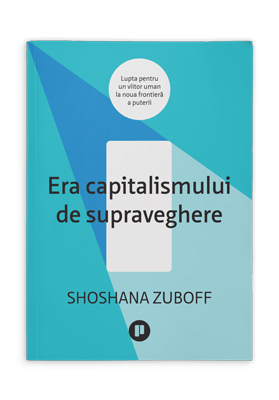 Lupta pentru
un viitor uman
la noua frontieră
a puterii
Era capitalismului
de supraveghere
SHOSHANA ZUBOFF